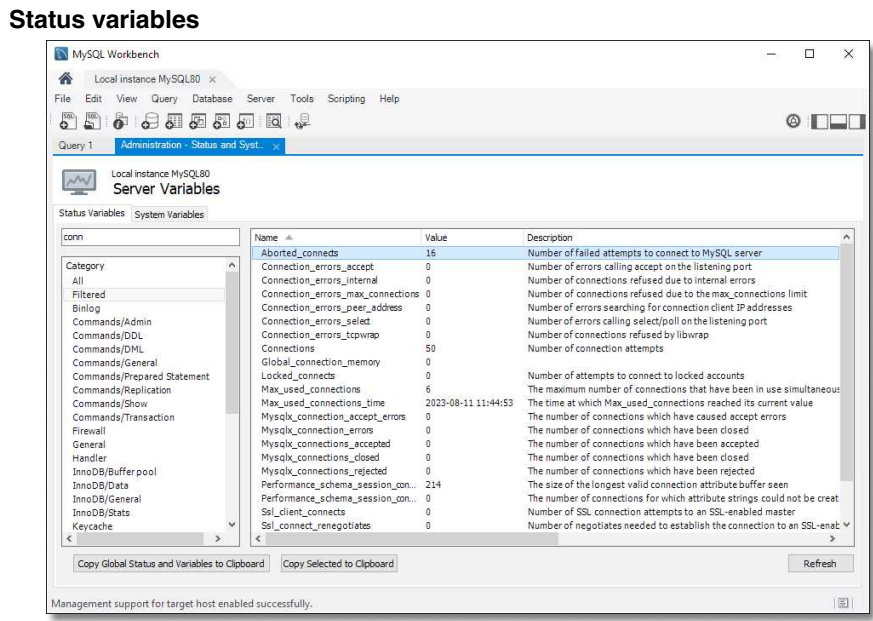 Status variables
MySQL Workbench
Local instance MySQL80
File Edit View Query Database Server Tools Scripting Help
Query 1 Administration - Status and Syst..
Local instance MySQL80
Server Variables
Status Variables System Variables
conn
Category
All
Filtered
Binlog
Commands/Admin
Commands/DDL
Commands/DML
Commands/General
Commands/Prepared Statement
Commands/Replication
Commands/Show
Commands/Transaction
Firewall
General
Handler
InnoDB/Buffer pool
InnoDB/Data
InnoDB/General
InnoDB/Stats
Keycache
Name Value Description
Aborted_connects 16 Number of failed attempts to connect to MySQL server
Connection_errors_accept 0 Number of errors calling accept on the listening port
Connection_errors_internal 0 Number of connections refused due to internal errors
Connection_errors_max_connections 0 Number of connections refused due to the max_connections limit
Connection_errors_peer_address 0 Number of errors searching for connection client IP addresses
Connection_errors_select 0 Number of errors calling select/poll on the listening port
Connection_errors_tcpwrap 0 Number of connections refused by libwrap
Connections 50 Number of connection attempts
Global_connection_memory 0
Locked_connects 0 Number of attempts to connect to locked accounts
Max_used_connections 6 The maximum number of connections that have been in use simultaneous
Max_used_connections_time 2023-08-11 11:44:53 The time at which Max_used_connections reached its current value
Mysqlx_connection_accept_errors 0 The number of connections which have caused accept errors
Mysqlx_connection_errors 0 The number of connections which have been closed
Mysqlx_connections_accepted 0 The number of connections which have been accepted
Mysqlx_connections_closed 0 The number of connections which have been closed
Mysqlx_connections_rejected 0 The number of connections which have been rejected
Performance_schema_session_con... 214 The size of the longest valid connection attribute buffer seen
Performance_schema_session_con... 0 The number of connections for which attribute strings could not be creat
Ssl_client_connects 0 Number of SSL connection attempts to an SSL-enabled master
Ssl_connect_renegotiates 0 Number of negotiates needed to establish the connection to an SSL-enab
Copy Global Status and Variables to Clipboard Copy Selected to Clipboard Refresh
Management support for target host enabled successfully.